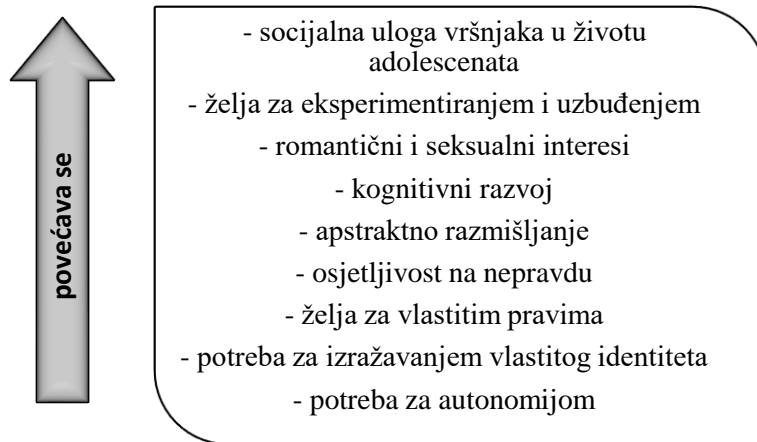 povećava se
- socijalna uloga vršnjaka u životu
adolescenata
- želja za eksperimentiranjem i uzbuđenjem
- romantični i seksualni interesi
- kognitivni razvoj
- apstraktno razmišljanje
- osjetljivost na nepravdu
- želja za vlastitim pravima
- potreba za izražavanjem vlastitog identiteta
- potreba za autonomijom